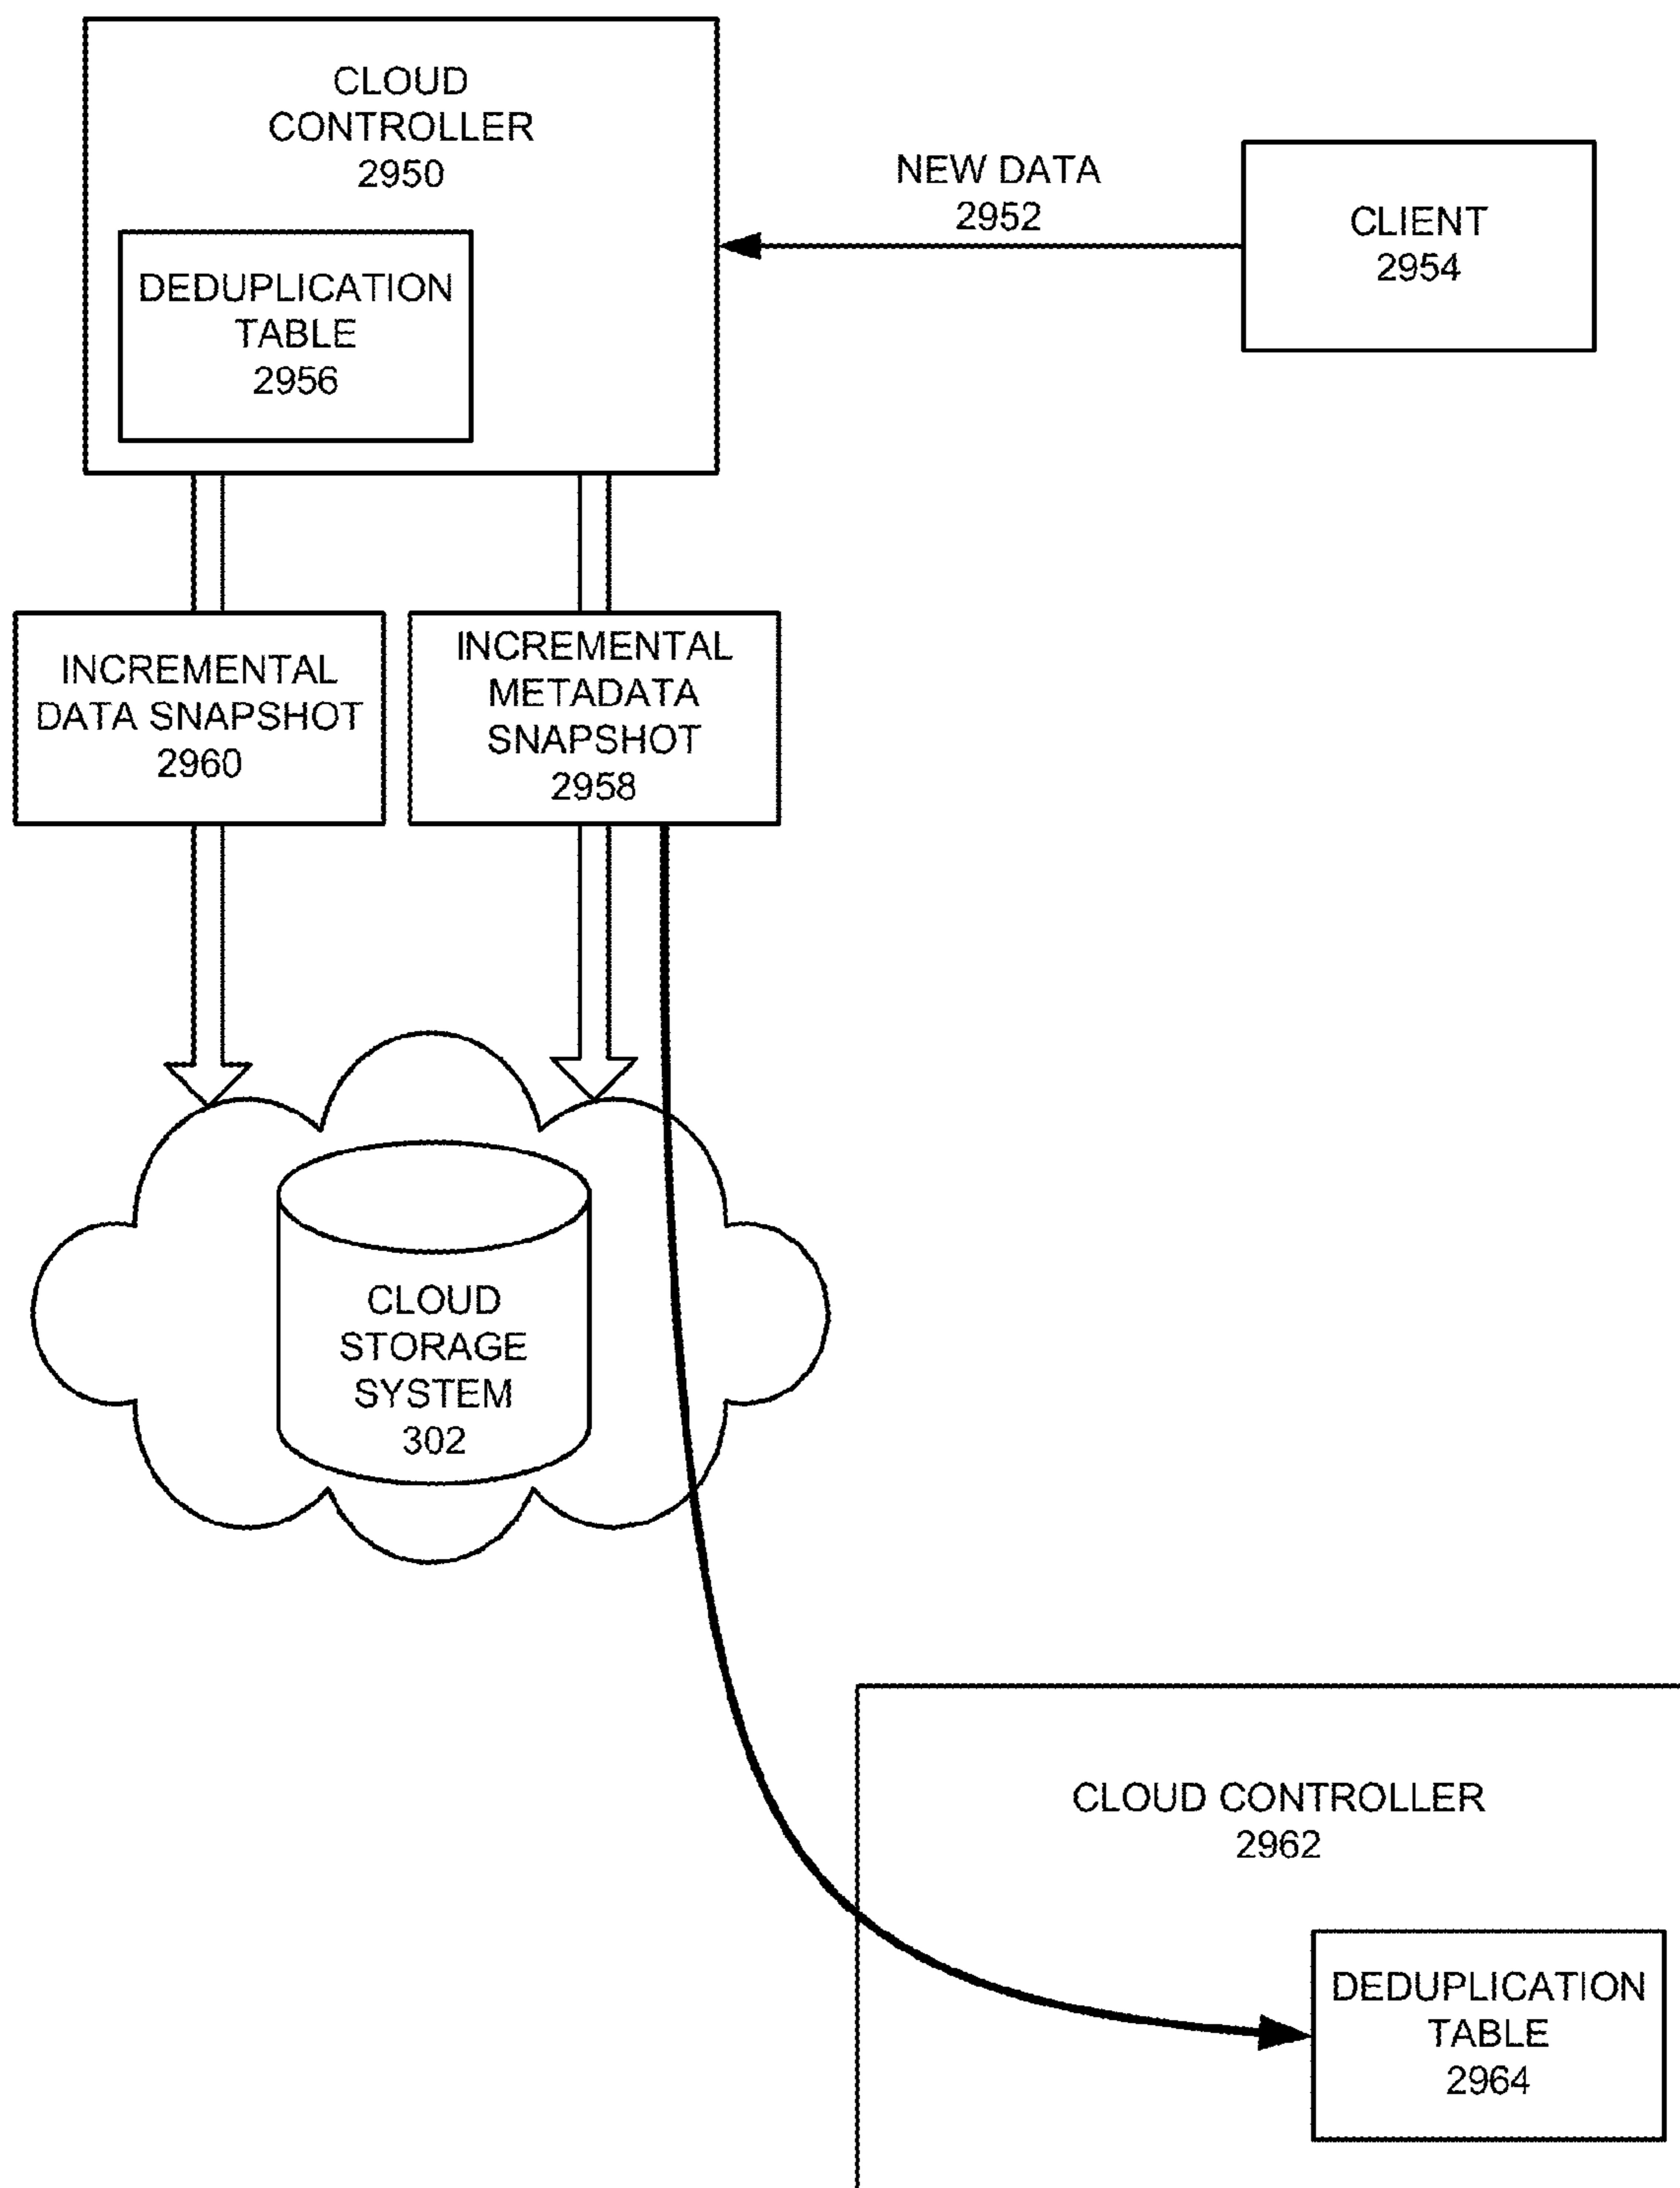 CLOUD
CONTROLLER
2950
NEW DATA
2952
CLIENT
2954
DEDUPLICATION
TABLE
2956
INCREMENTAL
DATA SNAPSHOT
2960
INCREMENTAL
METADATA
SNAPSHOT
2958
CLOUD
STORAGE
SYSTEM
302
CLOUD CONTROLLER
2962
DEDUPLICATION
TABLE
2964